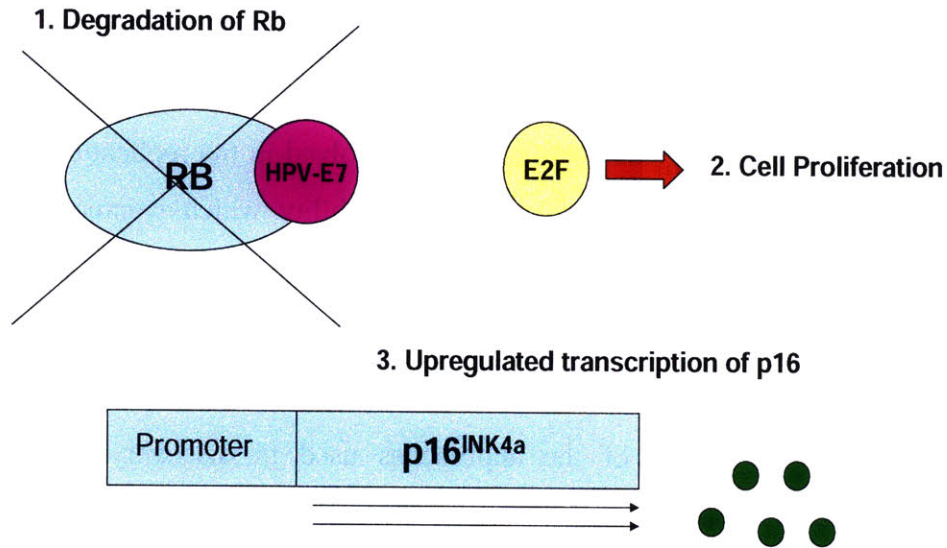 1. Degradation of Rb
RB
HPV-E7
E2F
2. Cell Proliferation
3. Upregulated transcription of p16
Promoter
p16INK4a